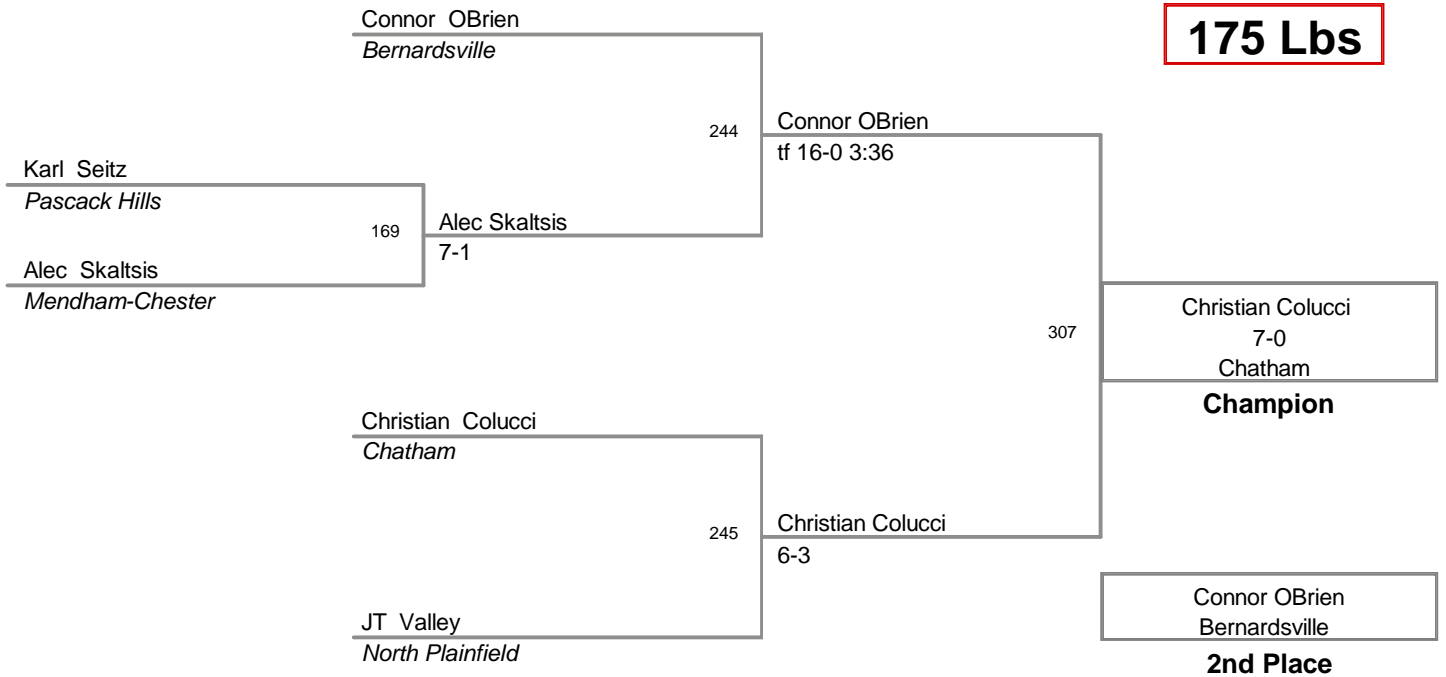 175 Lbs
Connor OBrien
Bernardsville
244
Connor OBrien
tf 16-0 3:36
Karl Seitz
Pascack Hills
169
Alec Skaltsis
7-1
Alec Skaltsis
Mendham-Chester
307
Christian Colucci
7-0
Chatham
Champion
Christian Colucci
Chatham
245
Christian Colucci
6-3
JT Valley
North Plainfield
Connor OBrien
Bernardsville
2nd Place